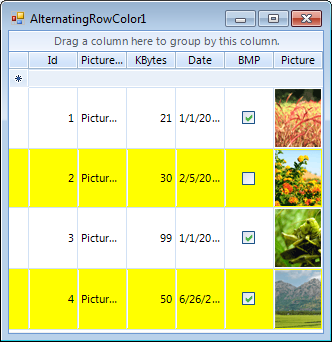 AlternatingRowColor1
Drag a column here to group by this column.
Id Picture... KBytes Date BMP Picture
*
1 Pictur... 21 1/1/20...
2 Pictur... 30 2/5/20...
3 Pictur... 99 1/1/20...
4 Pictur... 50 6/26/2...